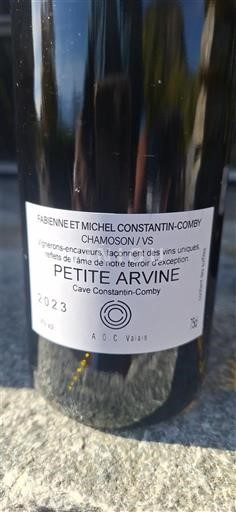 FABIENNE ET MICHEL CONSTANTIN-COMBY
CHAMOSON / VS
Vignerons-encaveurs, façonnent des vins uniques,
reflets de l'âme de notre terroir d'exception
PETITE ARVINE
Cave Constantin-Comby
2023
75cl
A.O.C. Valais